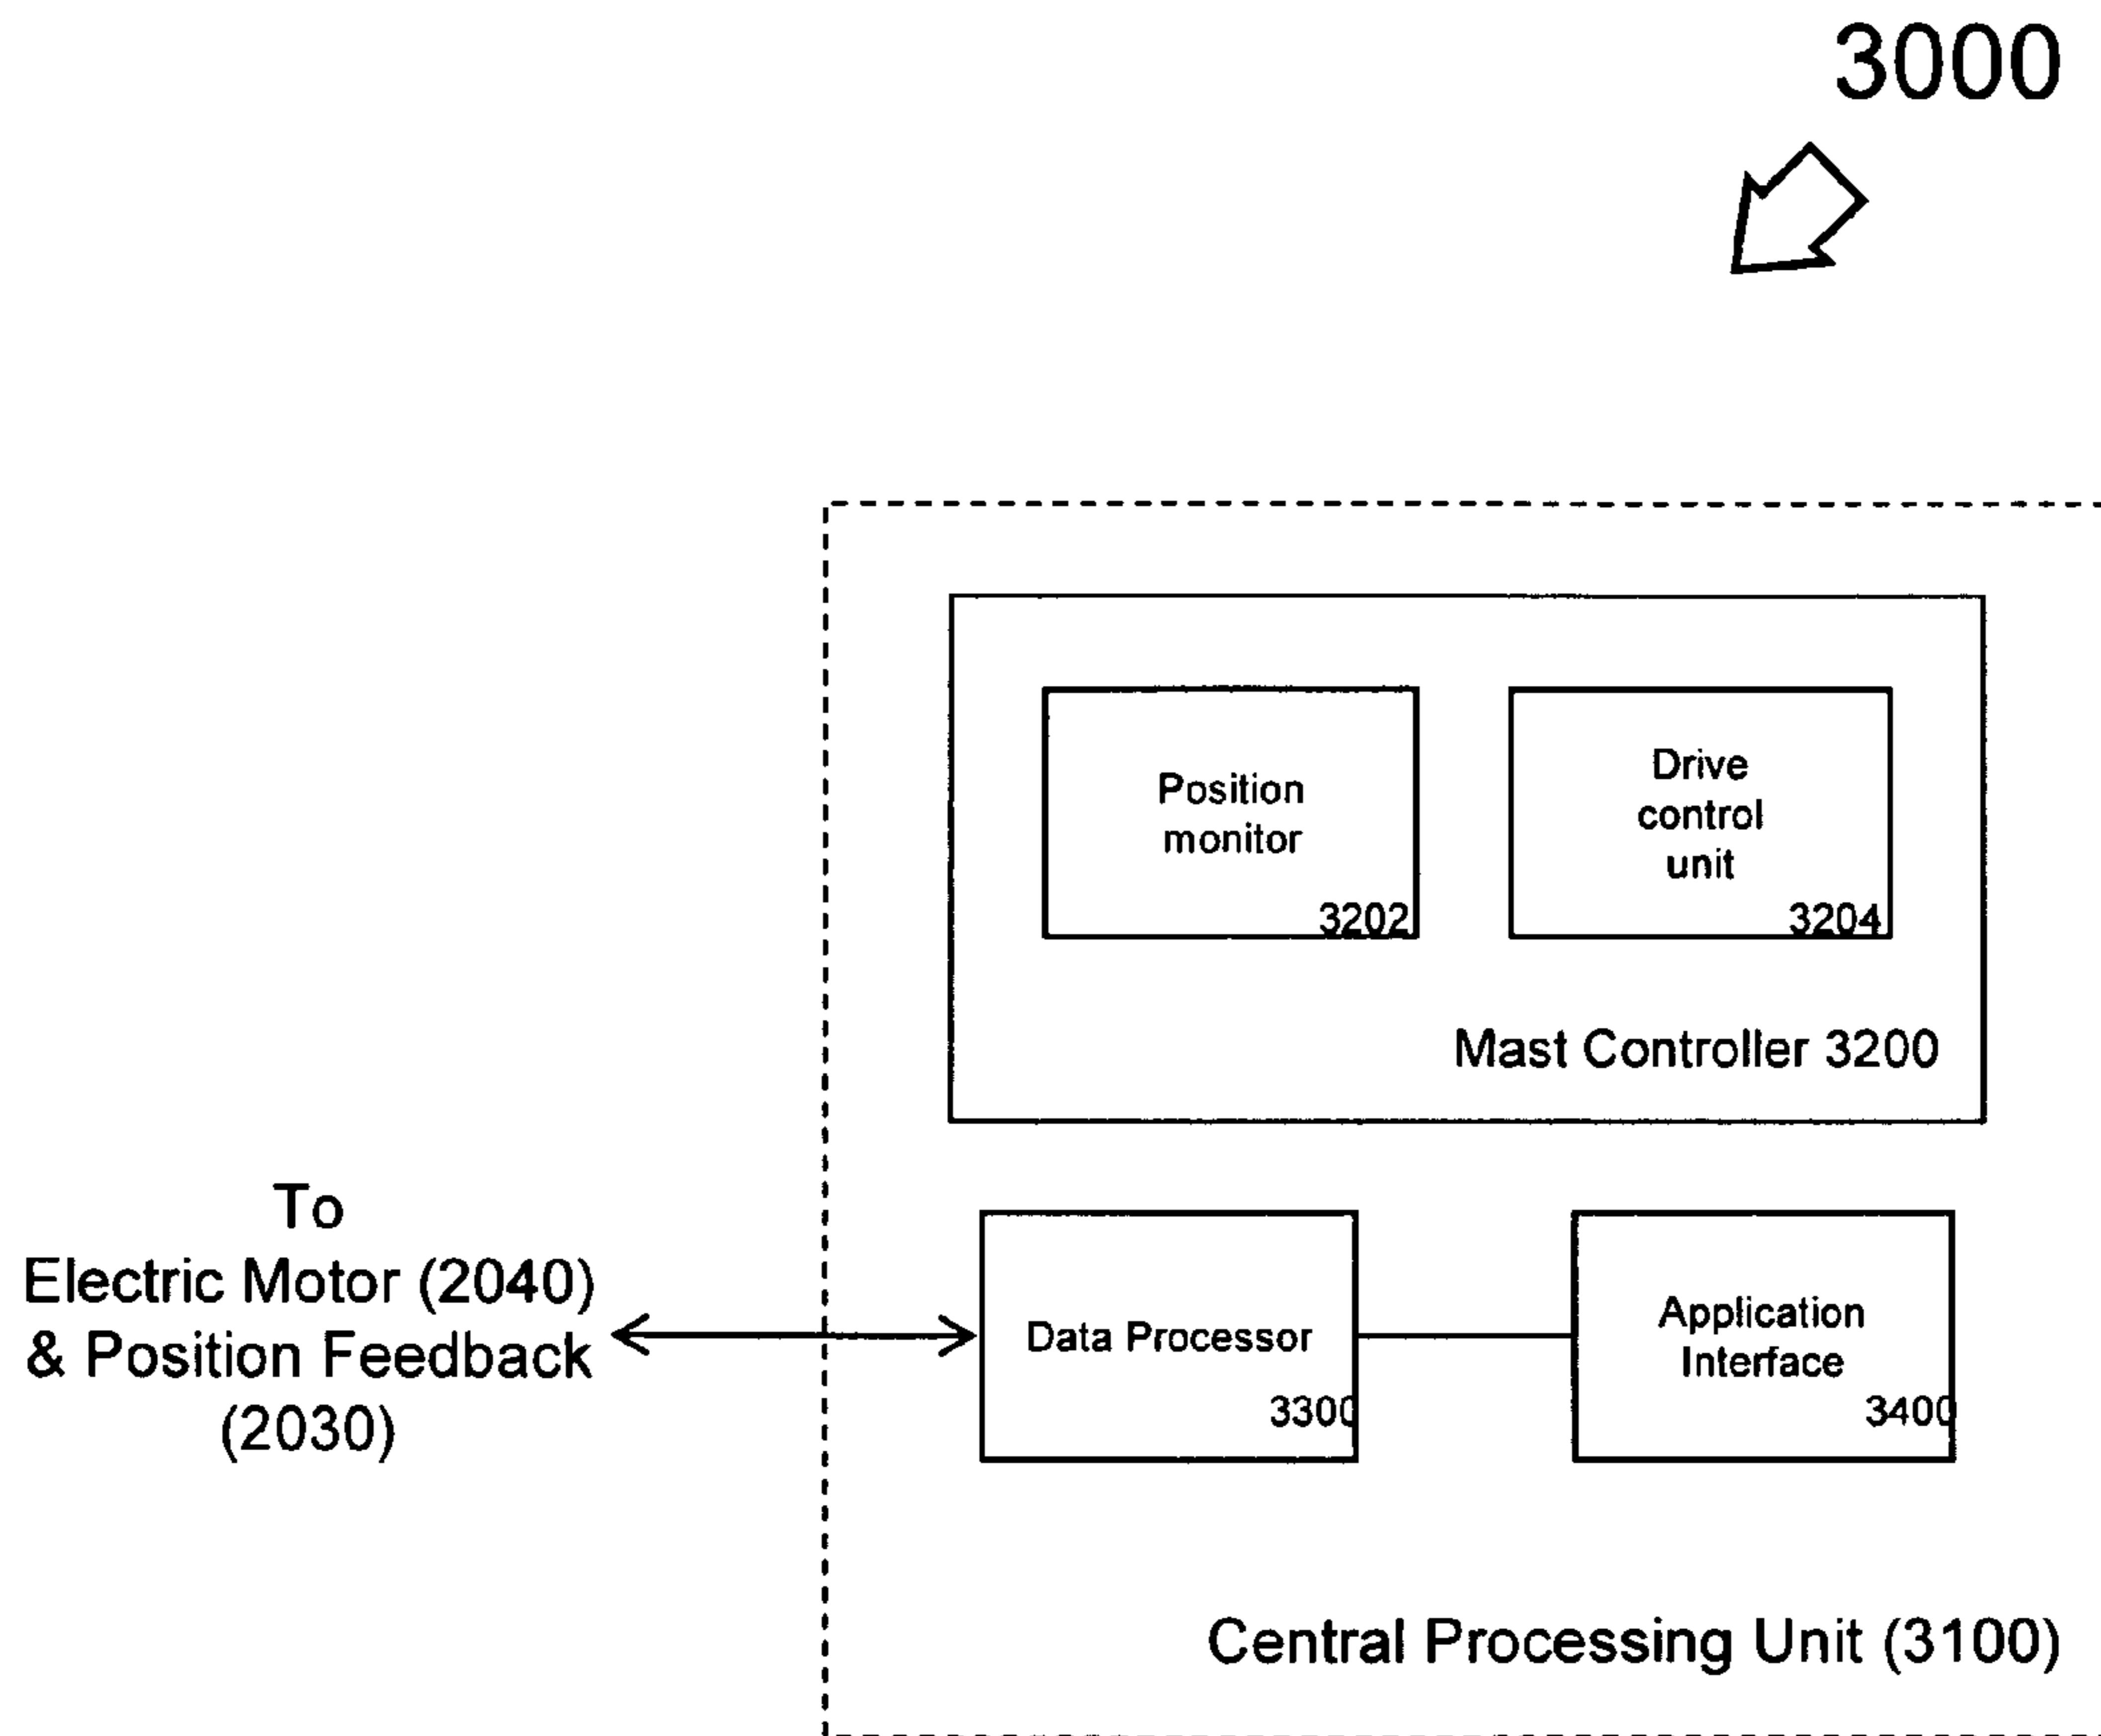 3000
Position
monitor
3202
Drive
control
unit
3204
Mast Controller 3200
To
Electric Motor (2040)
& Position Feedback
(2030)
Data Processor
3300
Application
Interface
3400
Central Processing Unit (3100)